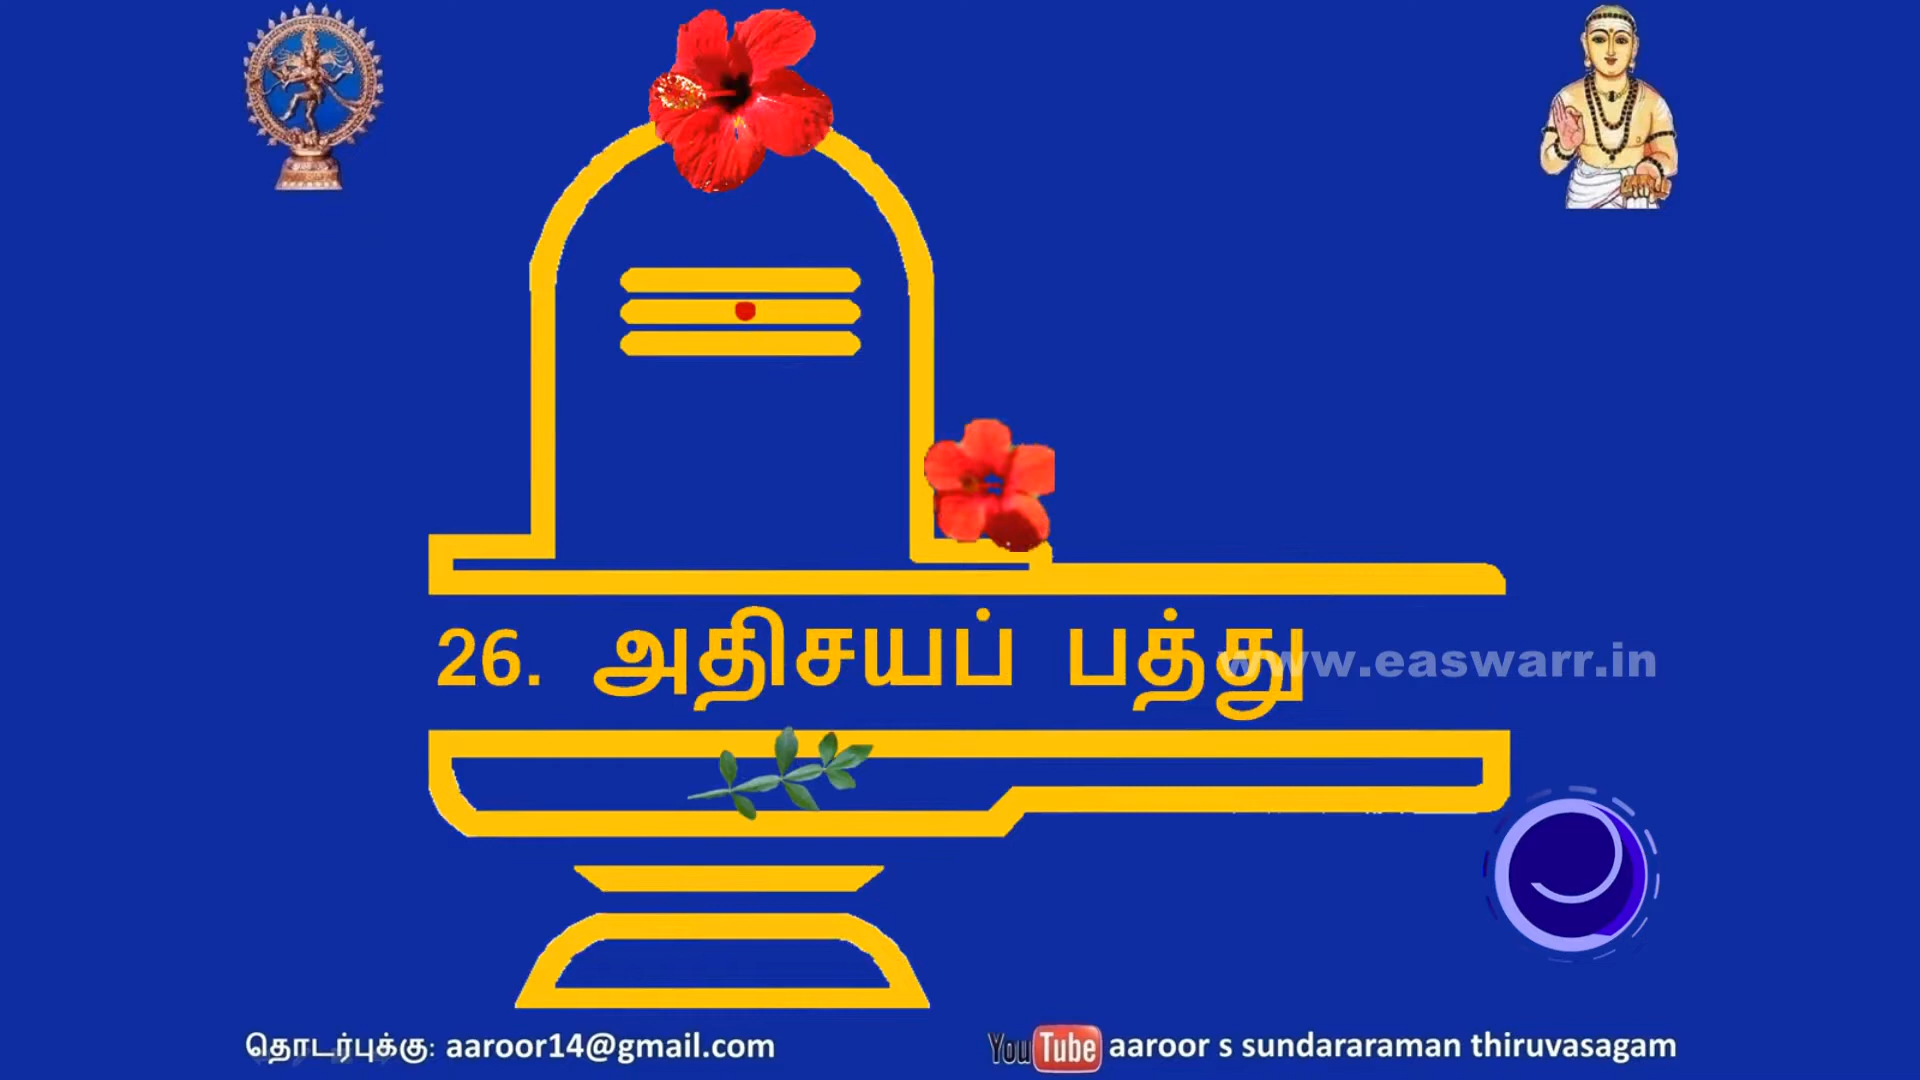 26. அதிசயப் பத்து
www.easwarr.in
தொடர்புக்கு: aaroor14@gmail.com
YouTube aaroor s sundararaman thiruvasagam